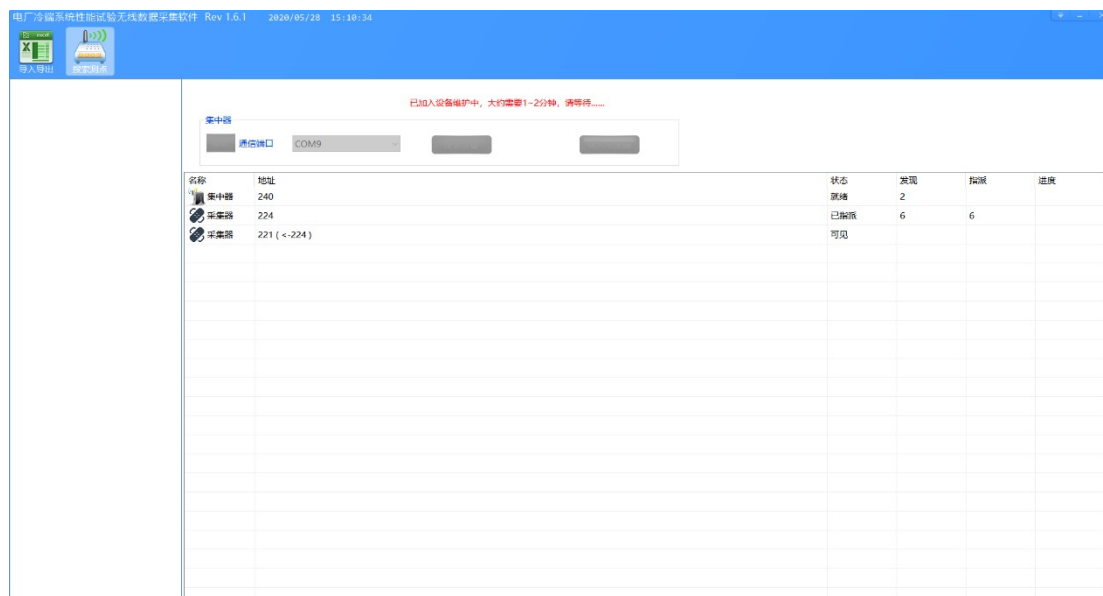 电厂冷端系统性能试验无线数据采集软件 Rev 1.6.1 2020/05/28 15:10:34
导入导出 搜索测点
已加入设备维护中，大约需要1~2分钟，请等待......
集中器
通信端口 COM9
名称 地址 状态 发现 指派 进度
集中器 240 就绪 2
采集器 224 已指派 6 6
采集器 221 ( <-224 ) 可见